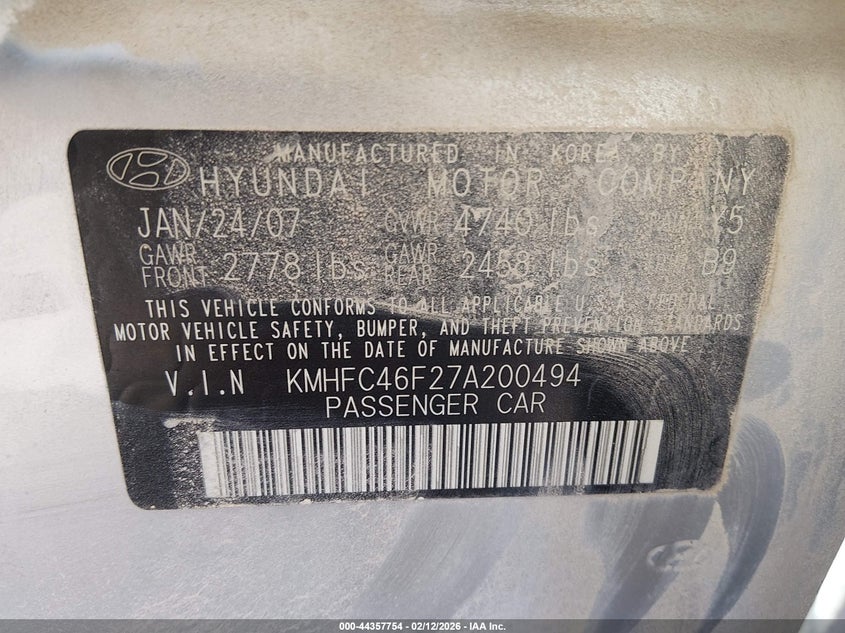 MANUFACTURED IN KOREA BY
HYUNDAI MOTOR COMPANY
JAN/24/07 GVWR 4740 lbs Y5
GAWR FRONT 2778 lbs GAWR REAR 2458 lbs B9
THIS VEHICLE CONFORMS TO ALL APPLICABLE U.S.A. FEDERAL
MOTOR VEHICLE SAFETY, BUMPER, AND THEFT PREVENTION STANDARDS
IN EFFECT ON THE DATE OF MANUFACTURE SHOWN ABOVE
V.I.N KMHFC46F27A200494
PASSENGER CAR
000-44357754 - 02/12/2026 - IAA Inc.